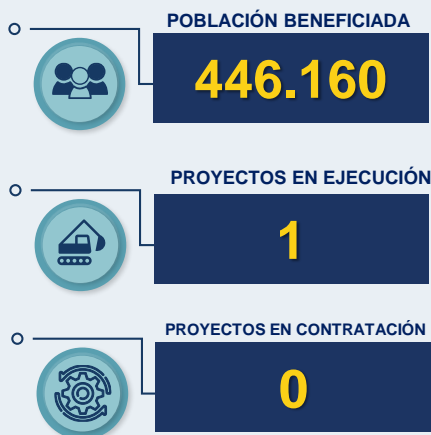 POBLACIÓN BENEFICIADA
446.160
PROYECTOS EN EJECUCIÓN
1
PROYECTOS EN CONTRATACIÓN
0